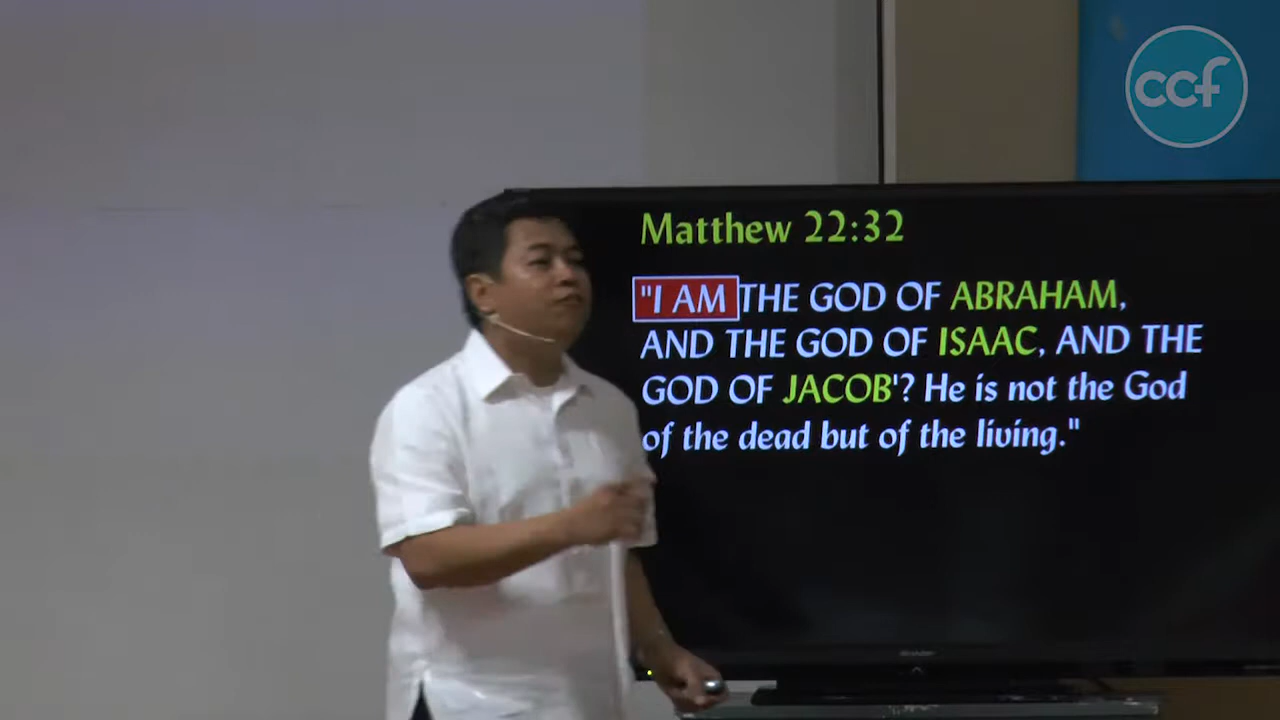 ccf
Matthew 22:32
"I AM THE GOD OF ABRAHAM,
AND THE GOD OF ISAAC, AND THE
GOD OF JACOB'? He is not the God
of the dead but of the living."
SHARP